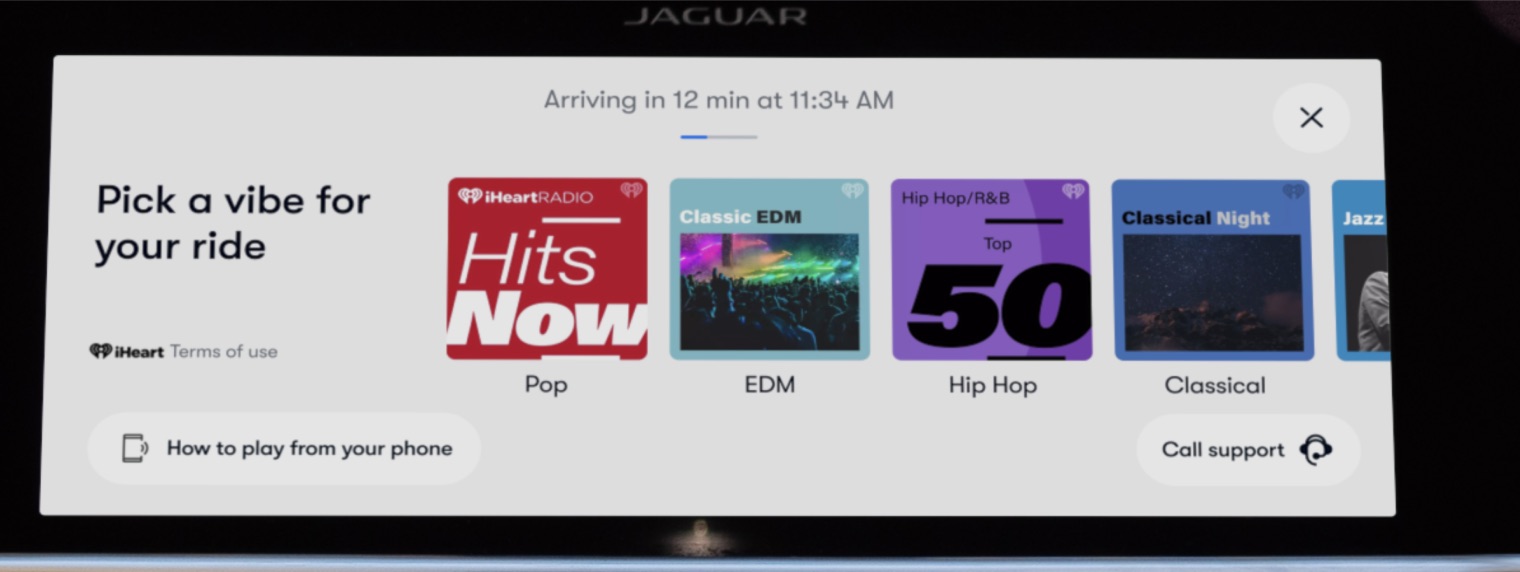 JAGUAR
Arriving in 12 min at 11:34 AM
Pick a vibe for
your ride
iHeart Terms of use
How to play from your phone
iHeartRADIO
Hits
Now
Pop
Classic EDM
EDM
Hip Hop/R&B
Top
50
Hip Hop
Classical Night
Classical
Jazz
Call support